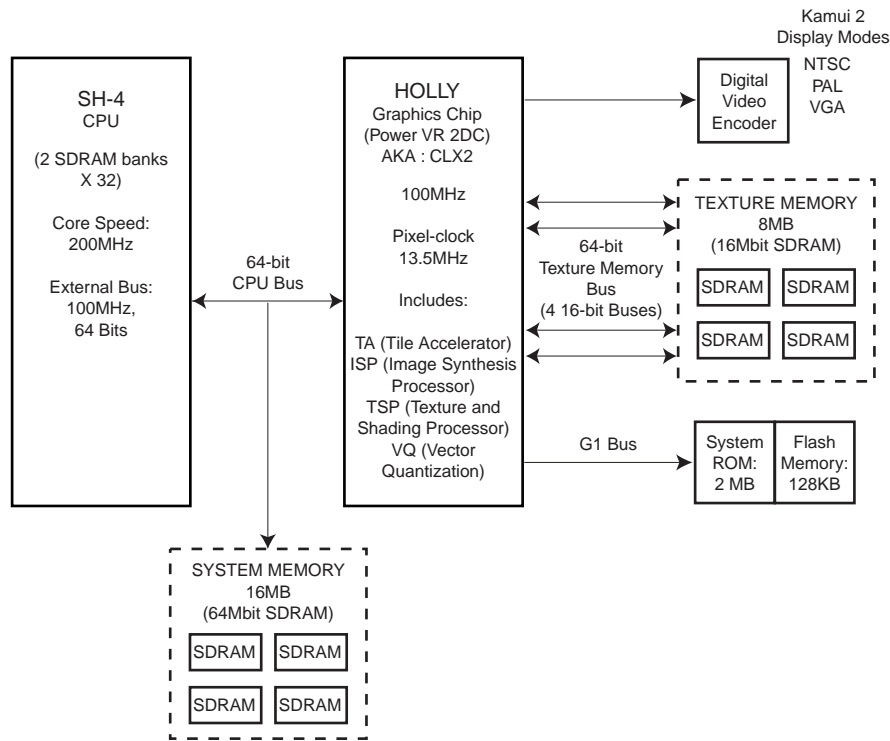 Kamui 2
Display Modes
NTSC
PAL
VGA
SH-4
CPU
(2 SDRAM banks
X 32)
Core Speed:
200MHz
External Bus:
100MHz,
64 Bits
64-bit
CPU Bus
HOLLY
Graphics Chip
(Power VR 2DC)
AKA : CLX2
100MHz
Pixel-clock
13.5MHz
Includes:
TA (Tile Accelerator)
ISP (Image Synthesis
Processor)
TSP (Texture and
Shading Processor)
VQ (Vector
Quantization)
Digital
Video
Encoder
64-bit
Texture Memory
Bus
(4 16-bit Buses)
TEXTURE MEMORY
8MB
(16Mbit SDRAM)
SDRAM
SDRAM
SDRAM
SDRAM
G1 Bus
System
ROM:
2 MB
Flash
Memory:
128KB
SYSTEM MEMORY
16MB
(64Mbit SDRAM)
SDRAM
SDRAM
SDRAM
SDRAM